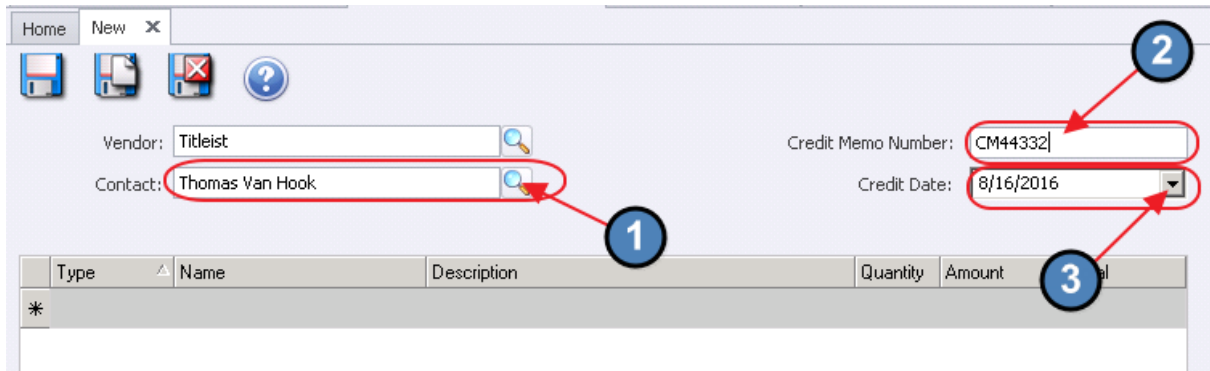 Home New X
2
?
Vendor: Titleist Credit Memo Number: CM44332
Contact: Thomas Van Hook Credit Date: 8/16/2016
1
Type Name Description Quantity Amount
3
*